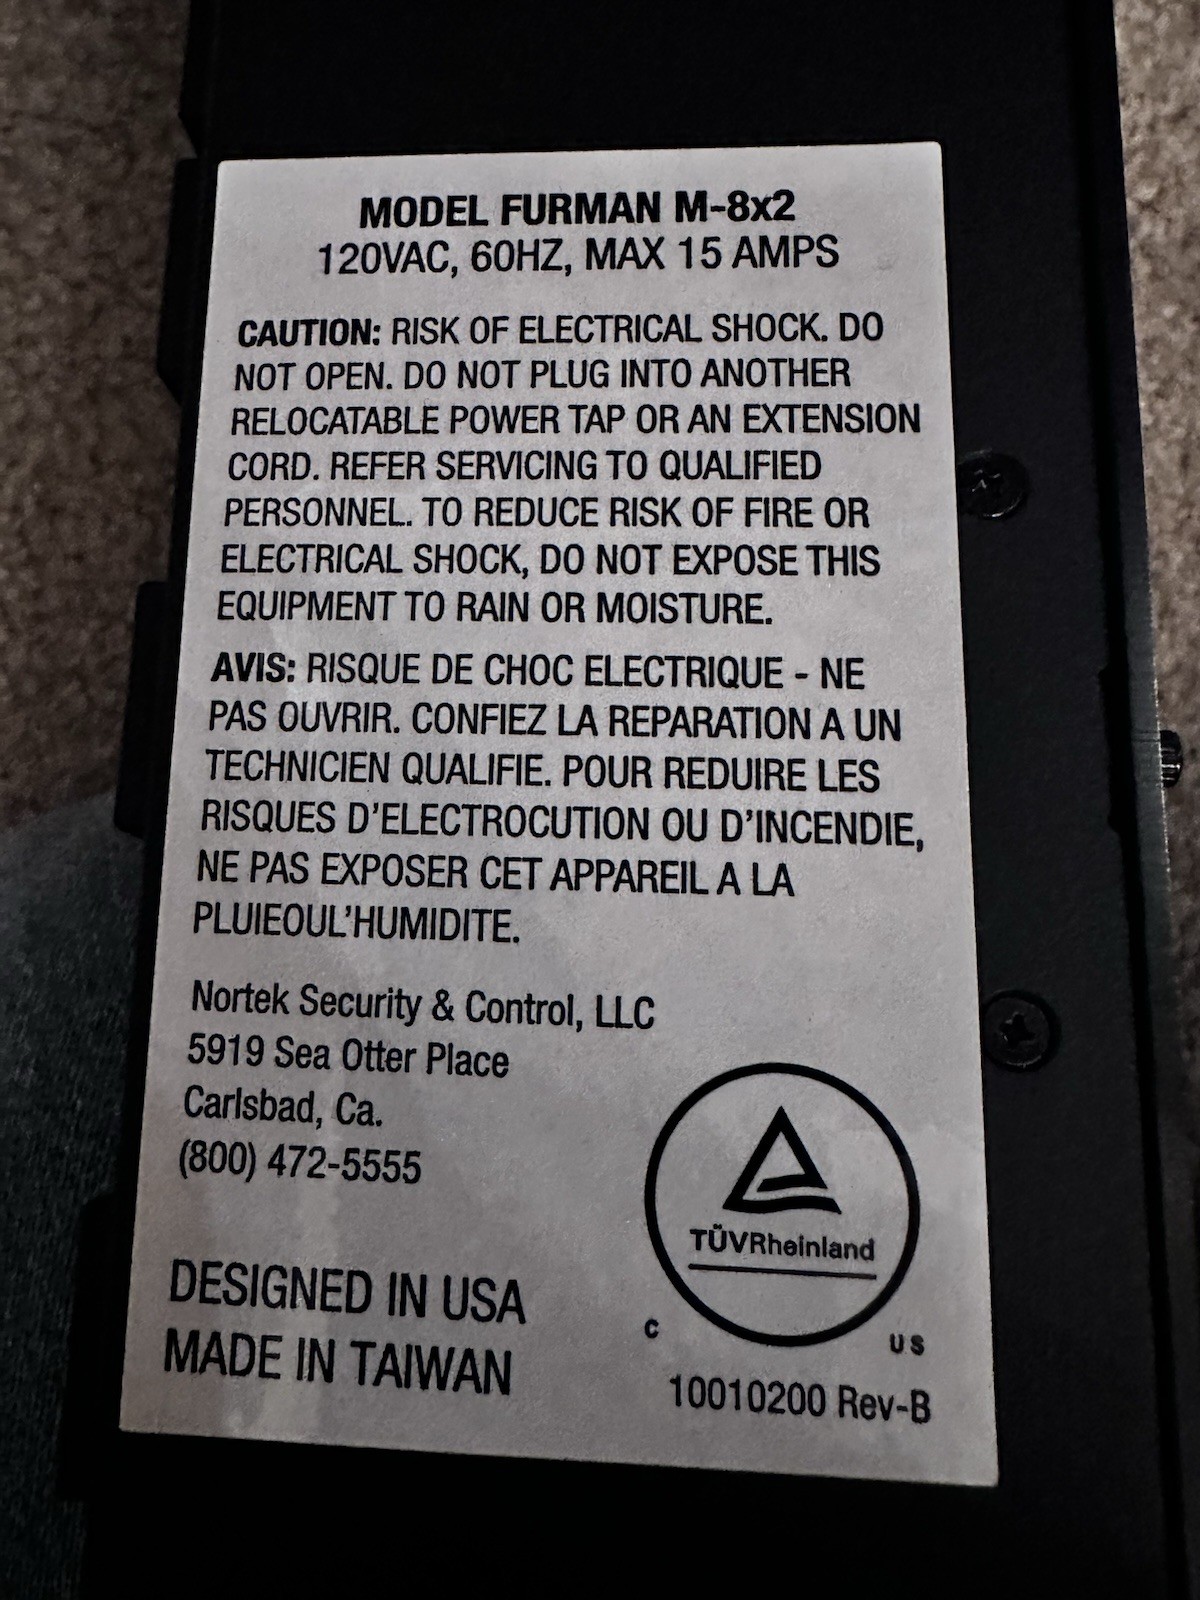 MODEL FURMAN M-8x2
120VAC, 60HZ, MAX 15 AMPS
CAUTION: RISK OF ELECTRICAL SHOCK. DO
NOT OPEN. DO NOT PLUG INTO ANOTHER
RELOCATABLE POWER TAP OR AN EXTENSION
CORD. REFER SERVICING TO QUALIFIED
PERSONNEL. TO REDUCE RISK OF FIRE OR
ELECTRICAL SHOCK, DO NOT EXPOSE THIS
EQUIPMENT TO RAIN OR MOISTURE.
AVIS: RISQUE DE CHOC ELECTRIQUE - NE
PAS OUVRIR. CONFIEZ LA REPARATION A UN
TECHNICIEN QUALIFIE. POUR REDUIRE LES
RISQUES D'ELECTROCUTION OU D'INCENDIE,
NE PAS EXPOSER CET APPAREIL A LA
PLUIEOUL'HUMIDITE.
Nortek Security & Control, LLC
5919 Sea Otter Place
Carlsbad, Ca.
(800) 472-5555
TÜVRheinland
C US
DESIGNED IN USA
MADE IN TAIWAN
10010200 Rev-B